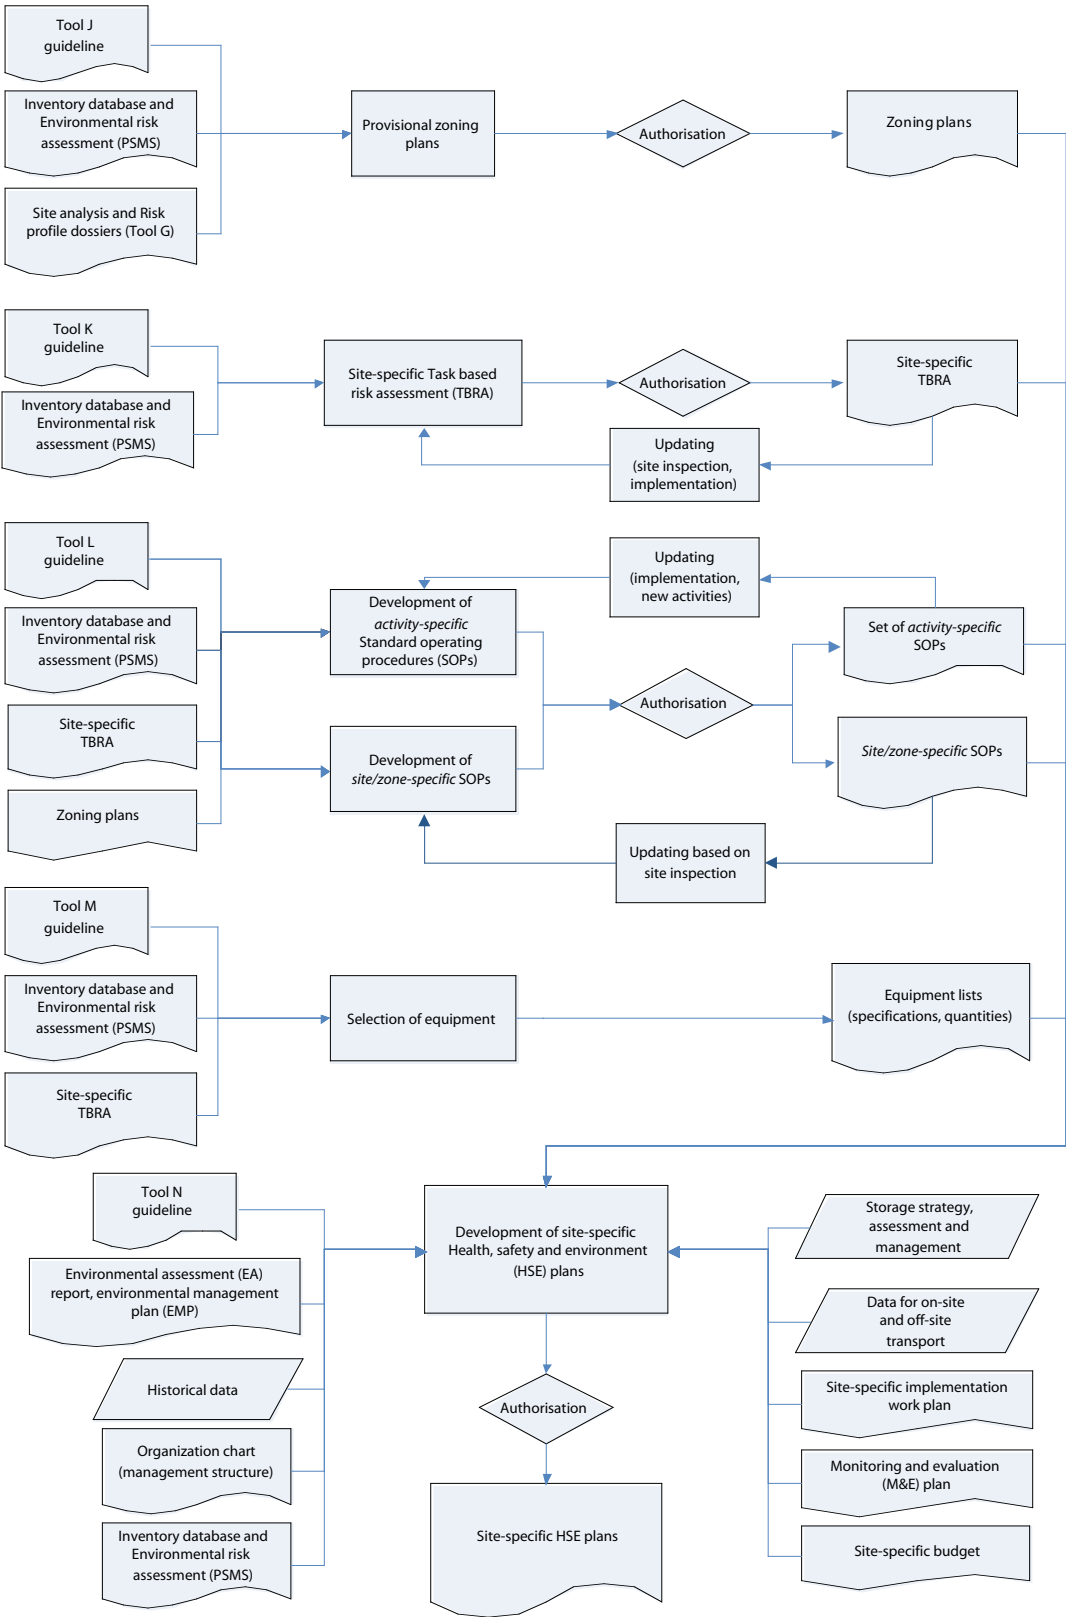 Tool J
guideline
Inventory database and
Environmental risk
assessment (PSMS)
Site analysis and Risk
profile dossiers (Tool G)
Provisional zoning
plans
Authorisation
Zoning plans
Tool K
guideline
Inventory database and
Environmental risk
assessment (PSMS)
Site-specific Task based
risk assessment (TBRA)
Authorisation
Site-specific
TBRA
Updating
(site inspection,
implementation)
Tool L
guideline
Inventory database and
Environmental risk
assessment (PSMS)
Site-specific
TBRA
Zoning plans
Updating
(implementation,
new activities)
Development of
activity-specific
Standard operating
procedures (SOPs)
Development of
site/zone-specific SOPs
Authorisation
Set of activity-specific
SOPs
Site/zone-specific SOPs
Updating based on
site inspection
Tool M
guideline
Inventory database and
Environmental risk
assessment (PSMS)
Site-specific
TBRA
Selection of equipment
Equipment lists
(specifications, quantities)
Tool N
guideline
Environmental assessment (EA)
report, environmental management
plan (EMP)
Historical data
Organization chart
(management structure)
Inventory database and
Environmental risk
assessment (PSMS)
Development of site-specific
Health, safety and environment
(HSE) plans
Authorisation
Site-specific HSE plans
Storage strategy,
assessment and
management
Data for on-site
and off-site
transport
Site-specific implementation
work plan
Monitoring and evaluation
(M&E) plan
Site-specific budget